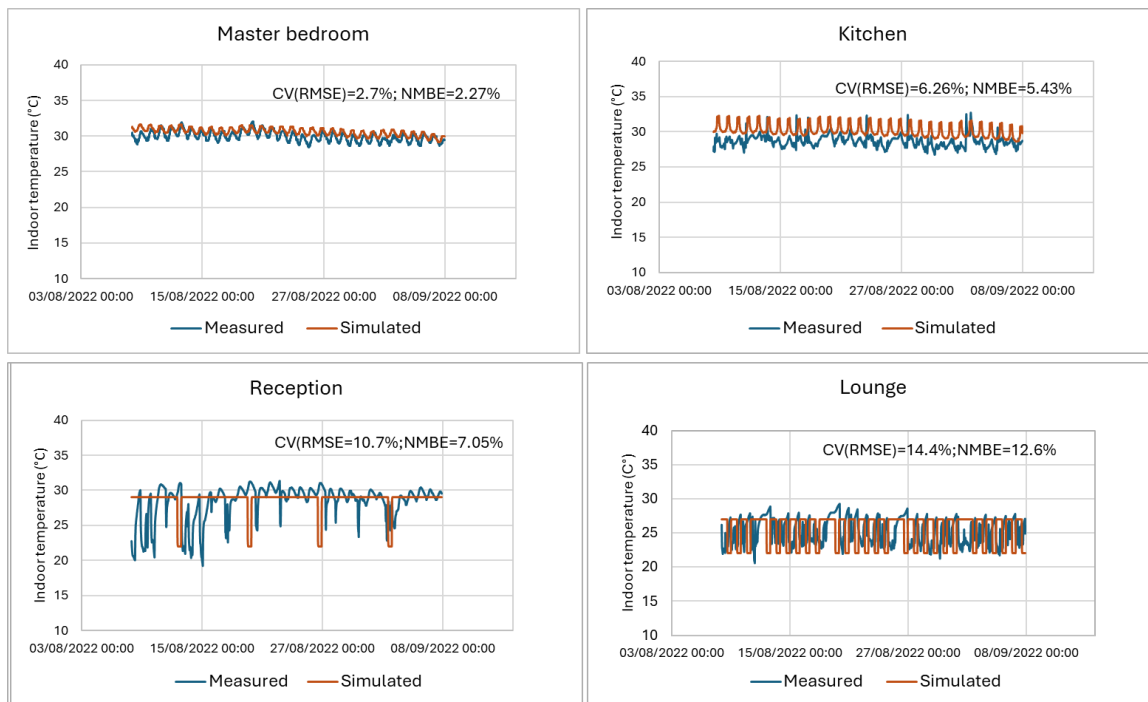 Master bedroom
CV(RMSE)=2.7%; NMBE=2.27%
Indoor temperature (°C)
40
35
30
25
20
15
10
03/08/2022 00:00 15/08/2022 00:00 27/08/2022 00:00 08/09/2022 00:00
Measured Simulated
Kitchen
CV(RMSE)=6.26%; NMBE=5.43%
Indoor temperature (°C)
40
35
30
25
20
15
10
03/08/2022 00:00 15/08/2022 00:00 27/08/2022 00:00 08/09/2022 00:00
Measured Simulated
Reception
CV(RMSE=10.7%;NMBE=7.05%
Indoor temperature (°C)
40
35
30
25
20
15
10
03/08/2022 00:00 15/08/2022 00:00 27/08/2022 00:00 08/09/2022 00:00
Measured Simulated
Lounge
CV(RMSE)=14.4%;NMBE=12.6%
Indoor temperature (C°)
40
35
30
25
20
15
10
03/08/2022 00:00 15/08/2022 00:00 27/08/2022 00:00 08/09/2022 00:00
Measured Simulated